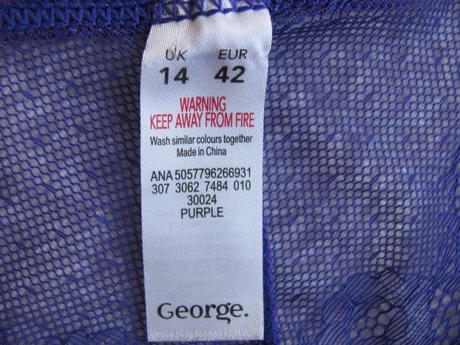 UK EUR
14 42
WARNING
KEEP AWAY FROM FIRE
Wash similar colours together
Made in China
ANA 5057796266931
307 3062 7484 010
30024
PURPLE
George.